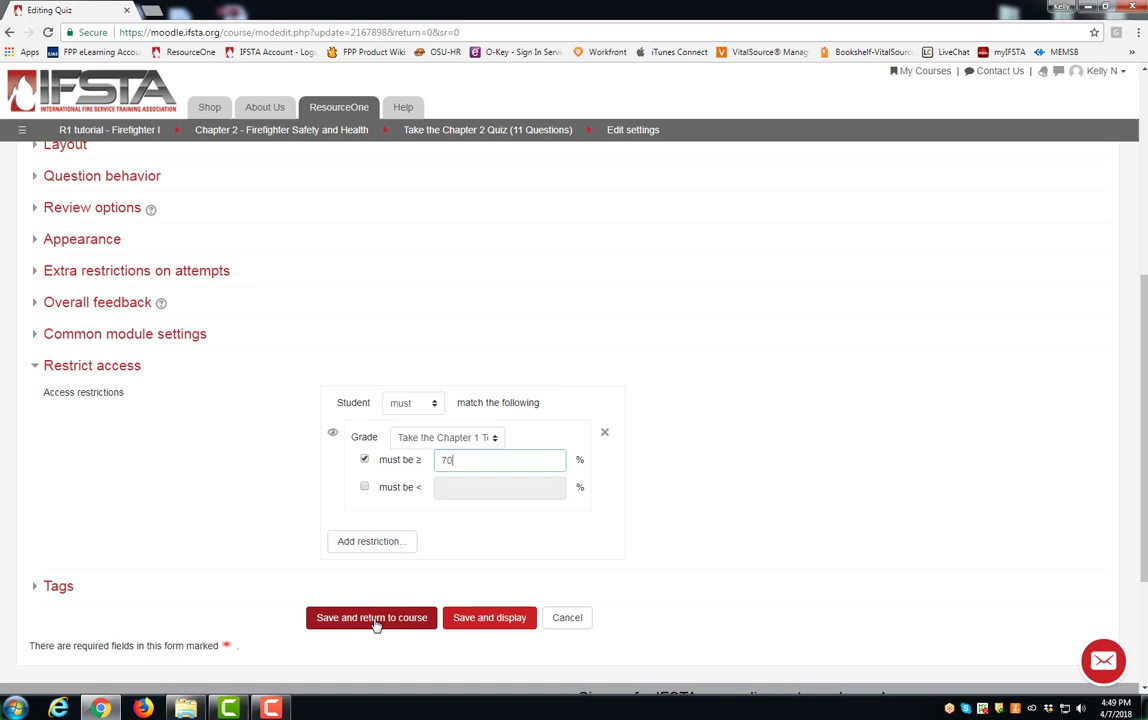 Editing Quiz
Kelly
Secure
https://moodle.ifsta.org/course/modedit.php?update=2167898&return=0&sr=0
Apps
FPP eLearning Accou
ResourceOne
IFSTA Account - Log
FPP Product Wiki
OSU-HR
O-Key - Sign In Servi
Workfront
iTunes Connect
VitalSource® Manag
Bookshelf-VitalSourc
LiveChat
myIFSTA
MEMSB
IFSTA
INTERNATIONAL FIRE SERVICE TRAINING ASSOCIATION
Shop
About Us
ResourceOne
Help
My Courses
Contact Us
Kelly N
R1 tutorial - Firefighter I
Chapter 2 - Firefighter Safety and Health
Take the Chapter 2 Quiz (11 Questions)
Edit settings
Layout
Question behavior
Review options
Appearance
Extra restrictions on attempts
Overall feedback
Common module settings
Restrict access
Access restrictions
Student must match the following
Grade Take the Chapter 1 T
must be ≥ 70 %
must be < %
Add restriction...
Tags
Save and return to course
Save and display
Cancel
There are required fields in this form marked * .
4:49 PM
4/7/2018